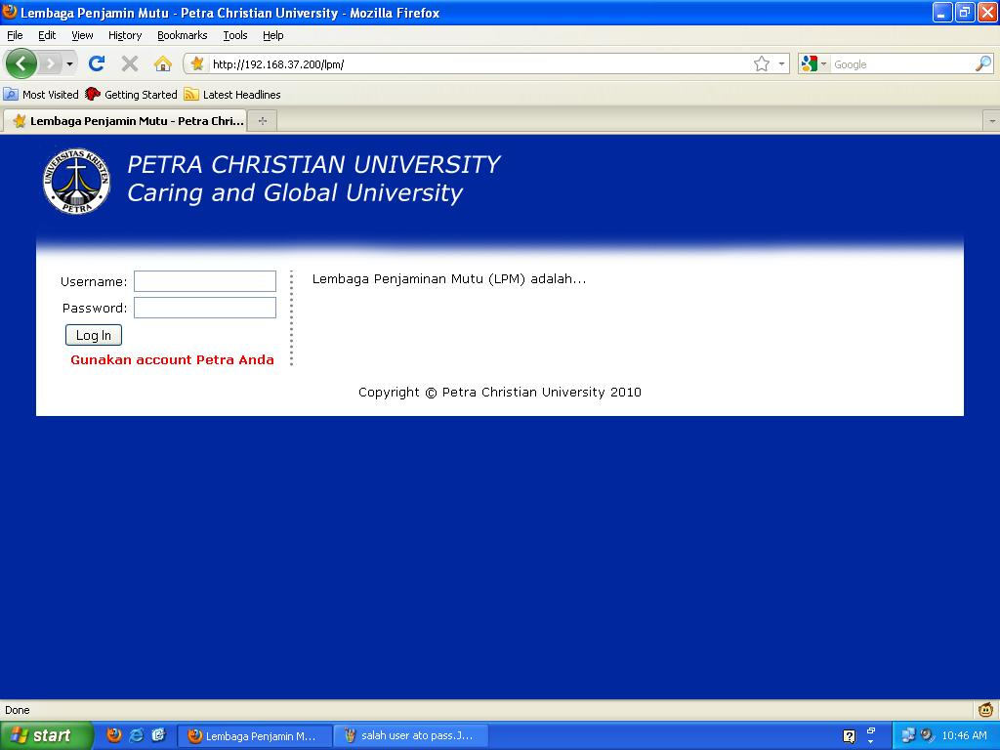 Lembaga Penjamin Mutu - Petra Christian University - Mozilla Firefox
File Edit View History Bookmarks Tools Help
http://192.168.37.200/lpm/
Google
Most Visited Getting Started Latest Headlines
Lembaga Penjamin Mutu - Petra Chri...
UNIVERSITAS KRISTEN
PETRA
PETRA CHRISTIAN UNIVERSITY
Caring and Global University
Username:
Password:
Log In
Gunakan account Petra Anda
Lembaga Penjaminan Mutu (LPM) adalah...
Copyright © Petra Christian University 2010
Done
start
Lembaga Penjamin M...
salah user ato pass.J...
10:46 AM